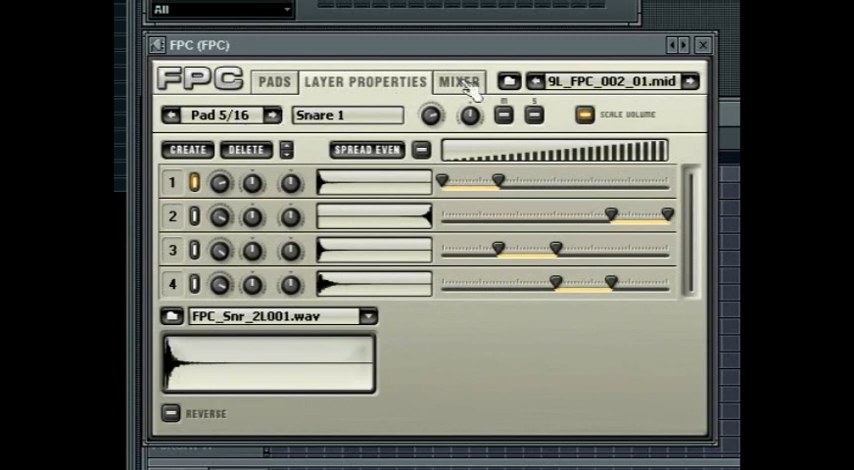 All
FPC (FPC)
FPC PADS LAYER PROPERTIES MIXER 9L_FPC_002_01.mid
Pad 5/16 Snare 1 M S SCALE VOLUME
CREATE DELETE SPREAD EVEN
1
2
3
4
FPC_Snr_2L001.wav
REVERSE